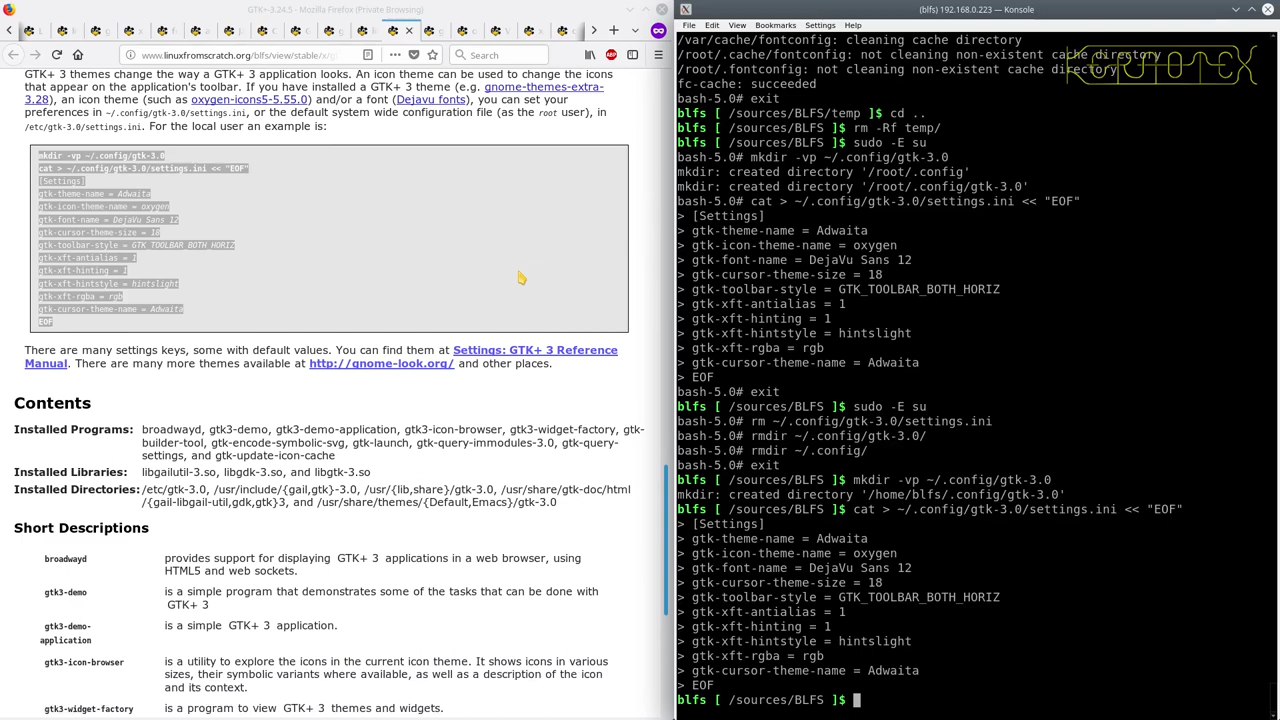 GTK+-3.24.5 - Mozilla Firefox (Private Browsing)
www.linuxfromscratch.org/blfs/view/stable/x/g
Search
GTK+ 3 themes change the way a GTK+ 3 application looks. An icon theme can be used to change the icons
that appear on the application's toolbar. If you have installed a GTK+ 3 theme (e.g. gnome-themes-extra-
3.28), an icon theme (such as oxygen-icons5-5.55.0) and/or a font (Dejavu fonts), you can set your
preferences in ~/.config/gtk-3.0/settings.ini, or the default system wide configuration file (as the root user), in
/etc/gtk-3.0/settings.ini. For the local user an example is:
mkdir -vp ~/.config/gtk-3.0
cat > ~/.config/gtk-3.0/settings.ini << "EOF"
[Settings]
gtk-theme-name = Adwaita
gtk-icon-theme-name = oxygen
gtk-font-name = DejaVu Sans 12
gtk-cursor-theme-size = 18
gtk-toolbar-style = GTK_TOOLBAR_BOTH_HORIZ
gtk-xft-antialias = 1
gtk-xft-hinting = 1
gtk-xft-hintstyle = hintslight
gtk-xft-rgba = rgb
gtk-cursor-theme-name = Adwaita
EOF
There are many settings keys, some with default values. You can find them at Settings: GTK+ 3 Reference
Manual. There are many more themes available at http://gnome-look.org/ and other places.
Contents
Installed Programs: broadwayd, gtk3-demo, gtk3-demo-application, gtk3-icon-browser, gtk3-widget-factory, gtk-
builder-tool, gtk-encode-symbolic-svg, gtk-launch, gtk-query-immodules-3.0, gtk-query-
settings, and gtk-update-icon-cache
Installed Libraries: libgailutil-3.so, libgdk-3.so, and libgtk-3.so
Installed Directories: /etc/gtk-3.0, /usr/include/{gail,gtk}-3.0, /usr/{lib,share}/gtk-3.0, /usr/share/gtk-doc/html
/{gail-libgail-util,gdk,gtk}3, and /usr/share/themes/{Default,Emacs}/gtk-3.0
Short Descriptions
broadwayd provides support for displaying GTK+ 3 applications in a web browser, using
HTML5 and web sockets.
gtk3-demo is a simple program that demonstrates some of the tasks that can be done with
GTK+ 3
gtk3-demo- is a simple GTK+ 3 application.
application
gtk3-icon-browser is a utility to explore the icons in the current icon theme. It shows icons in various
sizes, their symbolic variants where available, as well as a description of the icon
and its context.
gtk3-widget-factory is a program to view GTK+ 3 themes and widgets.
(blfs) 192.168.0.223 — Konsole
File Edit View Bookmarks Settings Help
/var/cache/fontconfig: cleaning cache directory
/root/.cache/fontconfig: not cleaning non-existent cache directory
/root/.fontconfig: not cleaning non-existent cache directory
fc-cache: succeeded
bash-5.0# exit
blfs [ /sources/BLFS/temp ]$ cd ..
blfs [ /sources/BLFS ]$ rm -Rf temp/
blfs [ /sources/BLFS ]$ sudo -E su
bash-5.0# mkdir -vp ~/.config/gtk-3.0
mkdir: created directory '/root/.config'
mkdir: created directory '/root/.config/gtk-3.0'
bash-5.0# cat > ~/.config/gtk-3.0/settings.ini << "EOF"
> [Settings]
> gtk-theme-name = Adwaita
> gtk-icon-theme-name = oxygen
> gtk-font-name = DejaVu Sans 12
> gtk-cursor-theme-size = 18
> gtk-toolbar-style = GTK_TOOLBAR_BOTH_HORIZ
> gtk-xft-antialias = 1
> gtk-xft-hinting = 1
> gtk-xft-hintstyle = hintslight
> gtk-xft-rgba = rgb
> gtk-cursor-theme-name = Adwaita
> EOF
bash-5.0# exit
blfs [ /sources/BLFS ]$ sudo -E su
bash-5.0# rm ~/.config/gtk-3.0/settings.ini
bash-5.0# rmdir ~/.config/gtk-3.0/
bash-5.0# rmdir ~/.config/
bash-5.0# exit
blfs [ /sources/BLFS ]$ mkdir -vp ~/.config/gtk-3.0
mkdir: created directory '/home/blfs/.config/gtk-3.0'
blfs [ /sources/BLFS ]$ cat > ~/.config/gtk-3.0/settings.ini << "EOF"
> [Settings]
> gtk-theme-name = Adwaita
> gtk-icon-theme-name = oxygen
> gtk-font-name = DejaVu Sans 12
> gtk-cursor-theme-size = 18
> gtk-toolbar-style = GTK_TOOLBAR_BOTH_HORIZ
> gtk-xft-antialias = 1
> gtk-xft-hinting = 1
> gtk-xft-hintstyle = hintslight
> gtk-xft-rgba = rgb
> gtk-cursor-theme-name = Adwaita
> EOF
blfs [ /sources/BLFS ]$